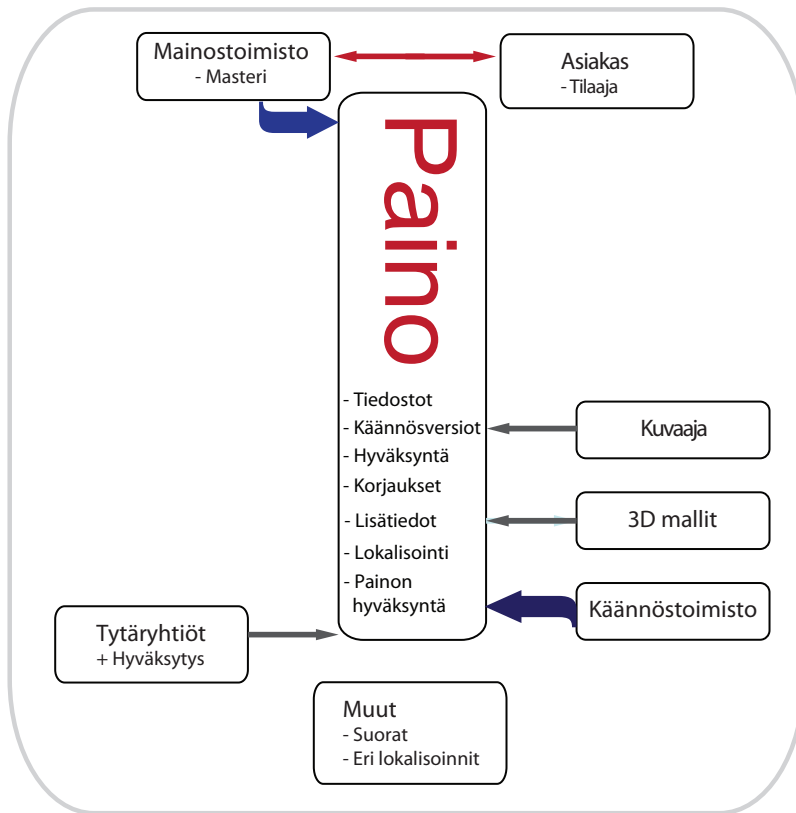 Mainostoimisto
- Masteri
Asiakas
- Tilaaja
Paino
- Tiedostot
- Käännösversiot
- Hyväksyntä
- Korjaukset
- Lisätiedot
- Lokalisointi
- Painon
hyväksyntä
Kuvaaja
3D mallit
Käännöstoimisto
Tytäryhtiöt
+ Hyväksytys
Muut
- Suorat
- Eri lokalisoinnit